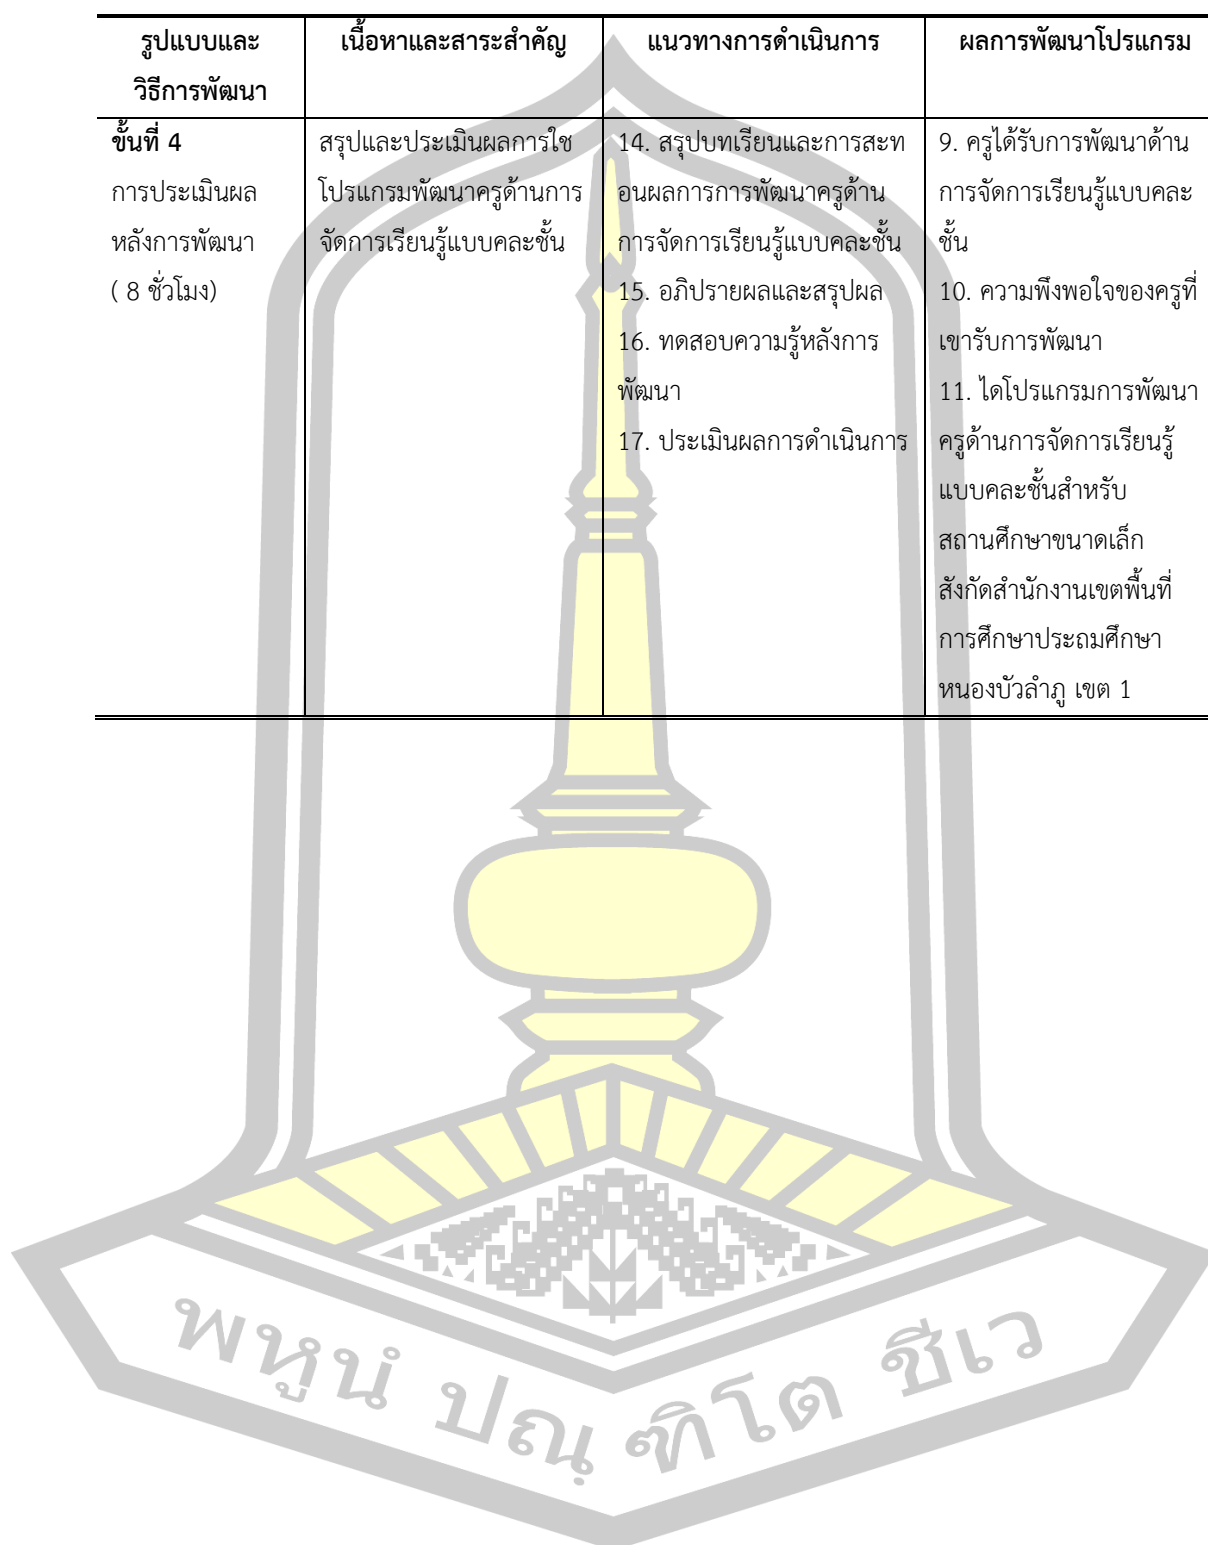 รูปแบบและ
วิธีการพัฒนา
เนื้อหาและสาระสำคัญ
แนวทางการดำเนินการ
ผลการพัฒนาโปรแกรม
ขั้นที่ 4
การประเมินผล
หลังการพัฒนา
( 8 ชั่วโมง)
สรุปและประเมินผลการใช
โปรแกรมพัฒนาครูด้านการ
จัดการเรียนรู้แบบคละชั้น
14. สรุปบทเรียนและการสะท
อนผลการการพัฒนาครูด้าน
การจัดการเรียนรู้แบบคละชั้น
15. อภิปรายผลและสรุปผล
16. ทดสอบความรู้หลังการ
พัฒนา
17. ประเมินผลการดำเนินการ
9. ครูได้รับการพัฒนาด้าน
การจัดการเรียนรู้แบบคละ
ชั้น
10. ความพึงพอใจของครูที่
เขารับการพัฒนา
11. ไดโปรแกรมการพัฒนา
ครูด้านการจัดการเรียนรู้
แบบคละชั้นสำหรับ
สถานศึกษาขนาดเล็ก
สังกัดสำนักงานเขตพื้นที่
การศึกษาประถมศึกษา
หนองบัวลำภู เขต 1
พหูนํ ปณฺฑิโต ชีเว